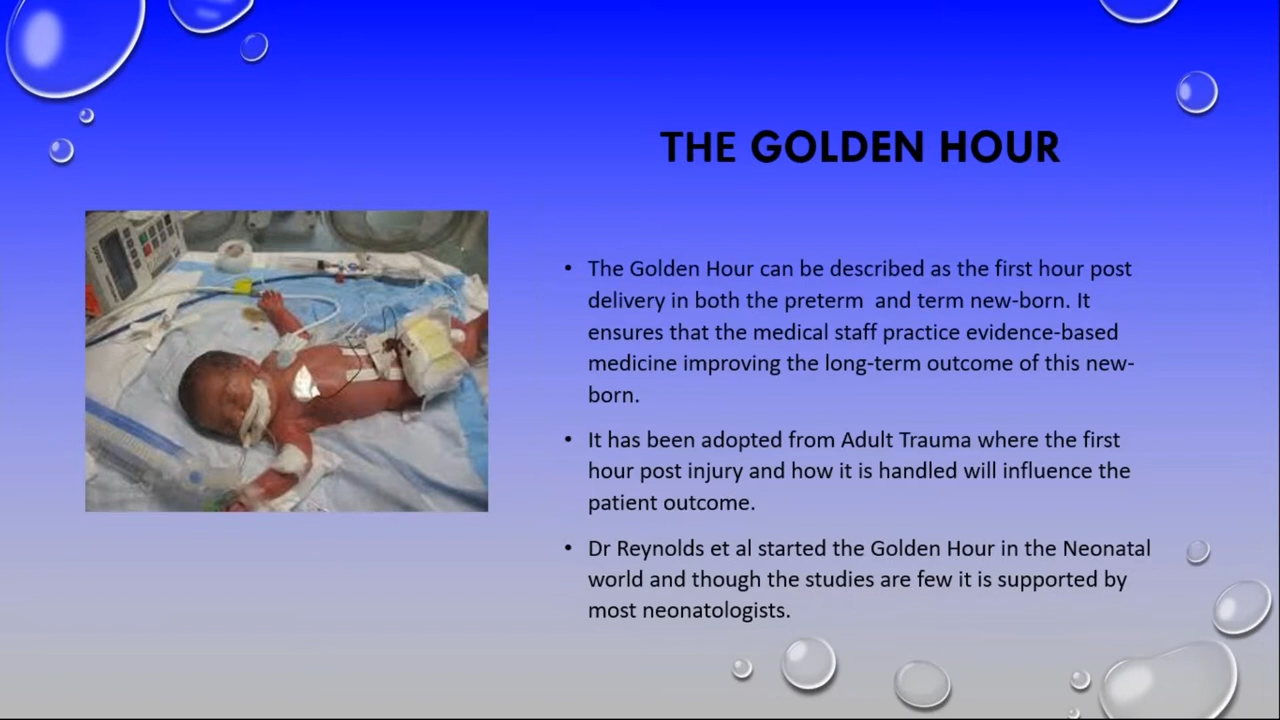 THE GOLDEN HOUR
• The Golden Hour can be described as the first hour post
delivery in both the preterm  and term new-born. It
ensures that the medical staff practice evidence-based
medicine improving the long-term outcome of this new-
born.
• It has been adopted from Adult Trauma where the first
hour post injury and how it is handled will influence the
patient outcome.
• Dr Reynolds et al started the Golden Hour in the Neonatal
world and though the studies are few it is supported by
most neonatologists.